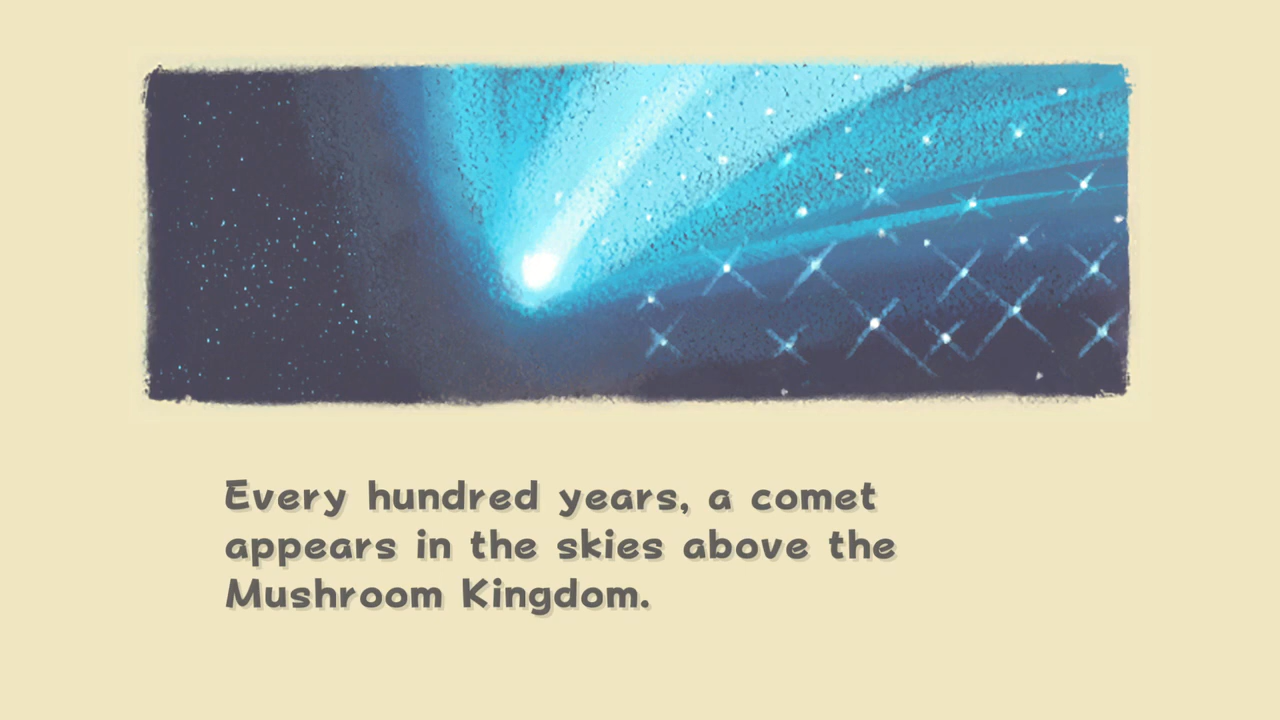 Every hundred years, a comet
appears in the skies above the
Mushroom Kingdom.